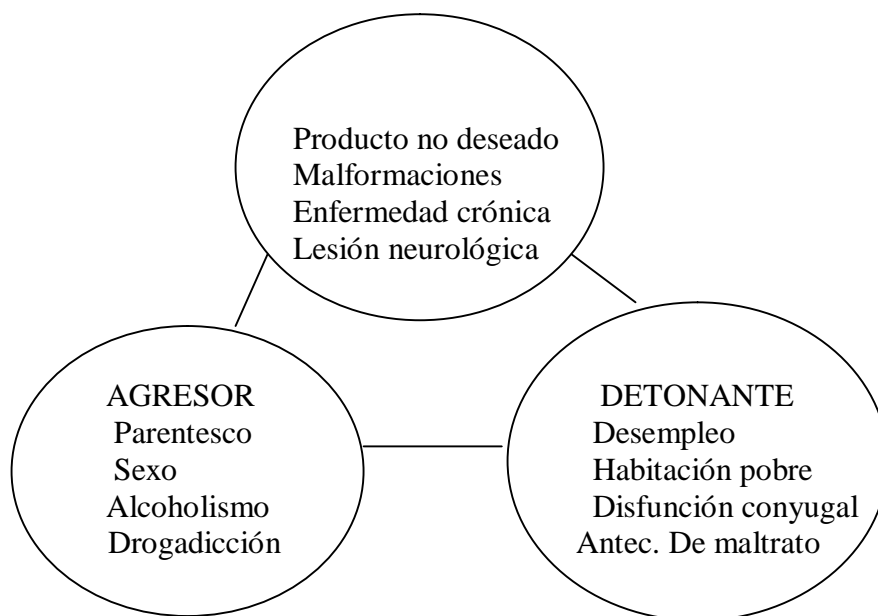 Producto no deseado
Malformaciones
Enfermedad crónica
Lesión neurológica
AGRESOR
Parentesco
Sexo
Alcoholismo
Drogadicción
DETONANTE
Desempleo
Habitación pobre
Disfunción conyugal
Antec. De maltrato